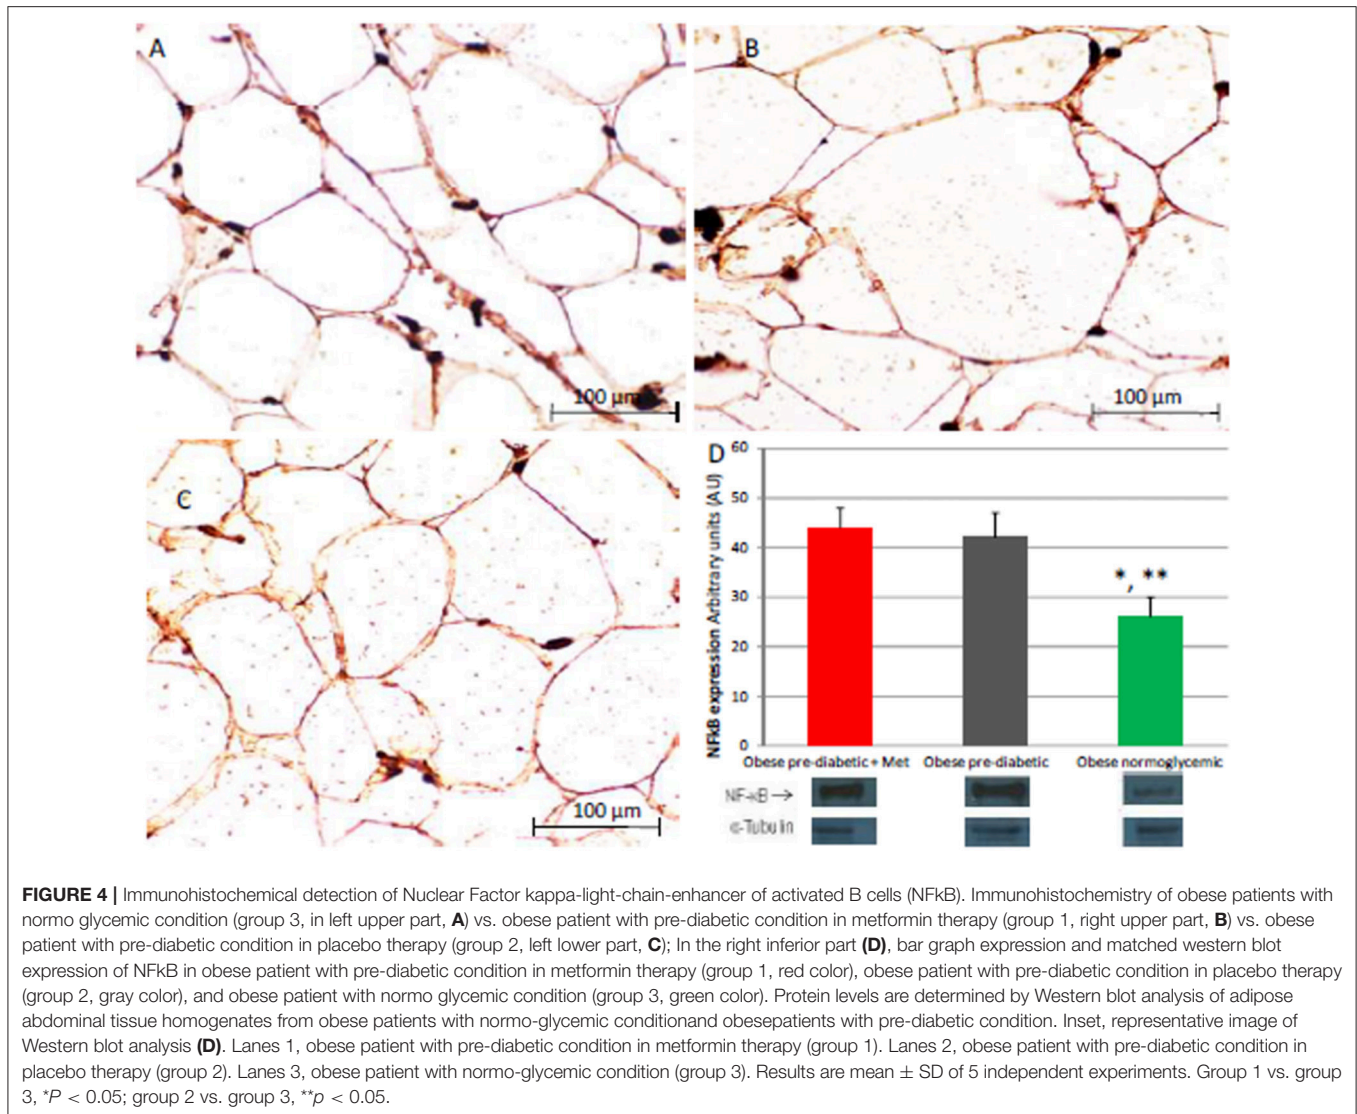 A
B
100 µm
100 µm
C
100 µm
D
60
50
40
30
20
10
0
NFkB expression Arbitrary units (AU)
*, **
Obese pre-diabetic + Met Obese pre-diabetic Obese normoglycemic
NF-κB →
α-Tubulin
FIGURE 4 | Immunohistochemical detection of Nuclear Factor kappa-light-chain-enhancer of activated B cells (NFkB). Immunohistochemistry of obese patients with
normo glycemic condition (group 3, in left upper part, A) vs. obese patient with pre-diabetic condition in metformin therapy (group 1, right upper part, B) vs. obese
patient with pre-diabetic condition in placebo therapy (group 2, left lower part, C); In the right inferior part (D), bar graph expression and matched western blot
expression of NFkB in obese patient with pre-diabetic condition in metformin therapy (group 1, red color), obese patient with pre-diabetic condition in placebo therapy
(group 2, gray color), and obese patient with normo glycemic condition (group 3, green color). Protein levels are determined by Western blot analysis of adipose
abdominal tissue homogenates from obese patients with normo-glycemic conditionand obesepatients with pre-diabetic condition. Inset, representative image of
Western blot analysis (D). Lanes 1, obese patient with pre-diabetic condition in metformin therapy (group 1). Lanes 2, obese patient with pre-diabetic condition in
placebo therapy (group 2). Lanes 3, obese patient with normo-glycemic condition (group 3). Results are mean ± SD of 5 independent experiments. Group 1 vs. group
3, *P < 0.05; group 2 vs. group 3, **p < 0.05.